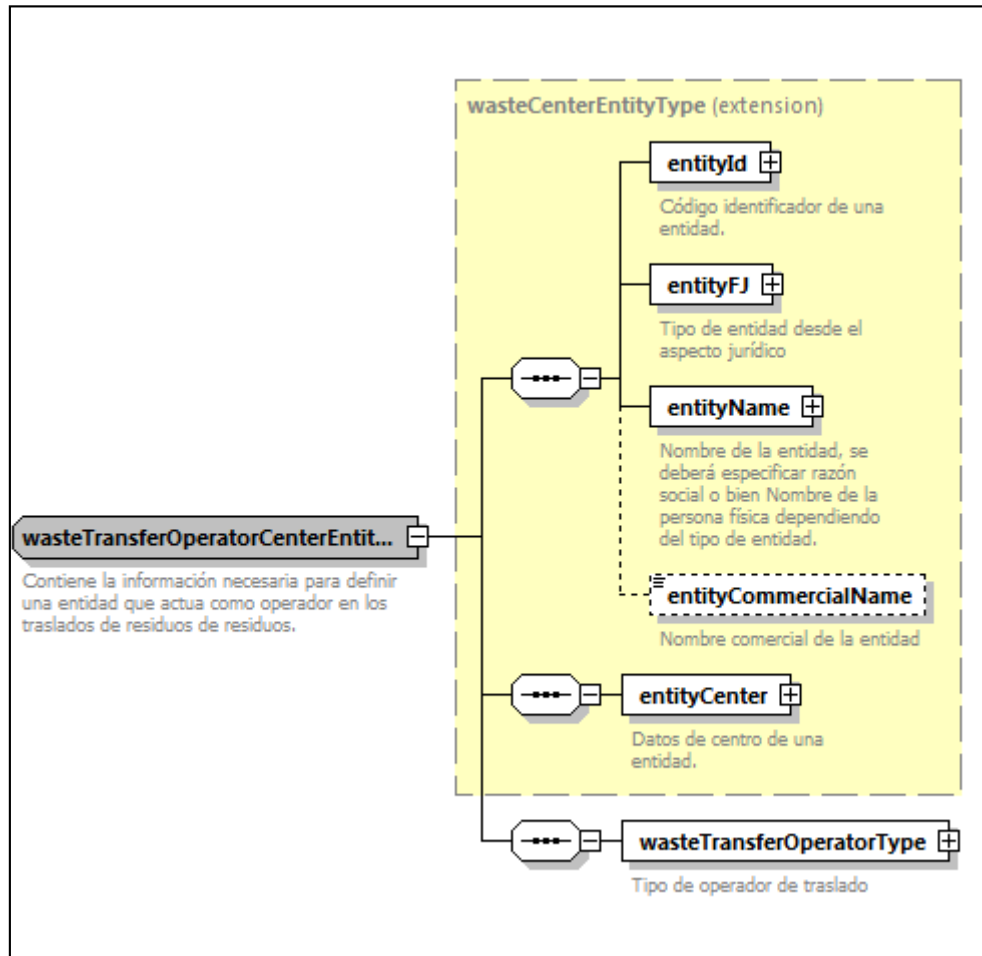 wasteCenterEntityType (extension)
entityId
Código identificador de una
entidad.
entityFJ
Tipo de entidad desde el
aspecto jurídico
entityName
Nombre de la entidad, se
deberá especificar razón
social o bien Nombre de la
persona física dependiendo
del tipo de entidad.
entityCommercialName
Nombre comercial de la entidad
wasteTransferOperatorCenterEntit...
Contiene la información necesaria para definir
una entidad que actua como operador en los
traslados de residuos de residuos.
entityCenter
Datos de centro de una
entidad.
wasteTransferOperatorType
Tipo de operador de traslado